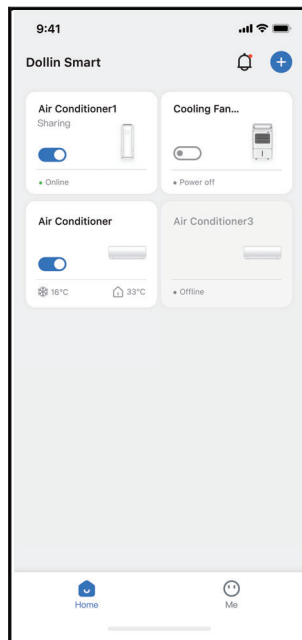 9:41
Dollin Smart
Air Conditioner1
Sharing
Online
Cooling Fan...
Power off
Air Conditioner
16°C
33°C
Air Conditioner3
Offline
Home
Me